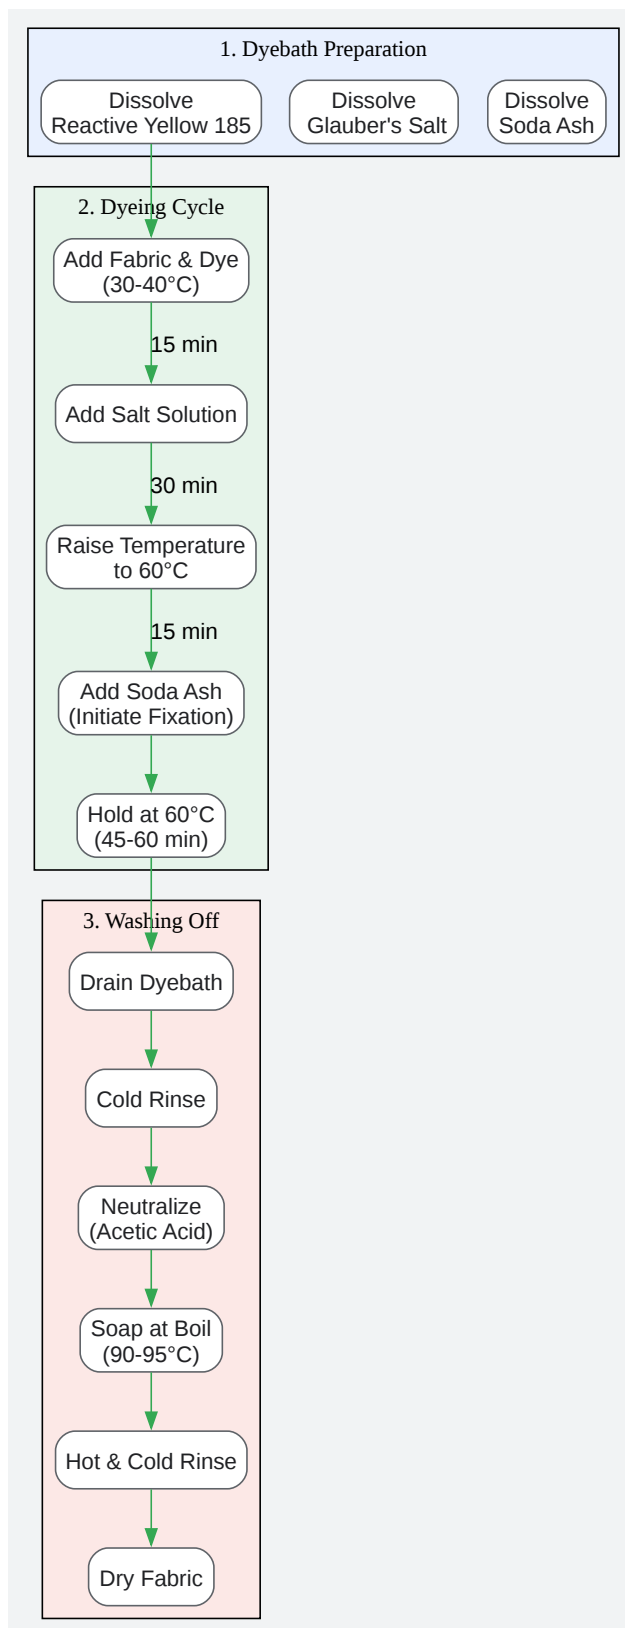 1. Dyebath Preparation
Dissolve
Reactive Yellow 185
Dissolve
Glauber's Salt
Dissolve
Soda Ash
2. Dyeing Cycle
Add Fabric & Dye
(30-40°C)
15 min
Add Salt Solution
30 min
Raise Temperature
to 60°C
15 min
Add Soda Ash
(Initiate Fixation)
Hold at 60°C
(45-60 min)
3. Washing Off
Drain Dyebath
Cold Rinse
Neutralize
(Acetic Acid)
Soap at Boil
(90-95°C)
Hot & Cold Rinse
Dry Fabric